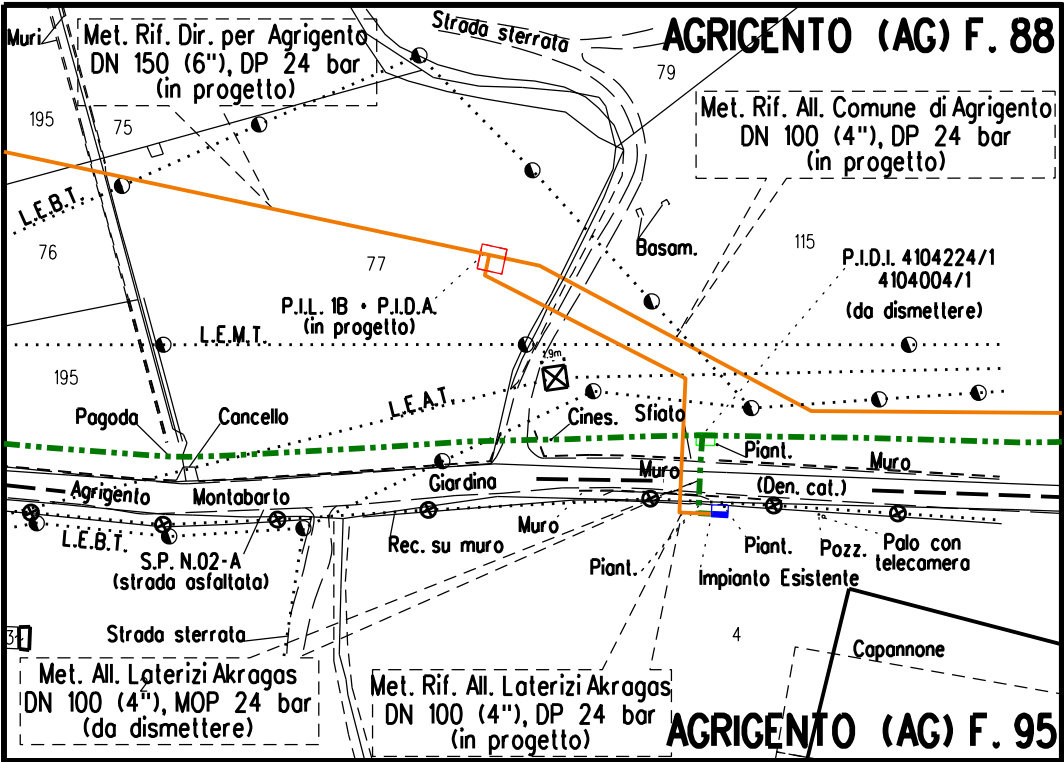 Muri
Met. Rif. Dir. per Agrigento
DN 150 (6"), DP 24 bar
(in progetto)
Strada sterrata
AGRIGENTO (AG) F. 88
79
195
75
Met. Rif. All. Comune di Agrigento
DN 100 (4"), DP 24 bar
(in progetto)
L.E.B.T.
76
77
Basam.
115
P.I.D.I. 4104224/1
4104004/1
(da dismettere)
P.I.L. 1B + P.I.D.A.
(in progetto)
L.E.M.T.
195
L.E.A.T.
Pagoda
Cancello
Cines.
Sfiato
Piant.
Muro
Muro
(Den. cat.)
Agrigento
Montabarto
Giardina
L.E.B.T.
S.P. N.02-A
(strada asfaltata)
Rec. su muro
Muro
Piant.
Piant.
Pozz.
Palo con
telecamera
Impianto Esistente
Strada sterrata
4
Capannone
Met. All. Laterizi Akragas
DN 100 (4"), MOP 24 bar
(da dismettere)
Met. Rif. All. Laterizi Akragas
DN 100 (4"), DP 24 bar
(in progetto)
AGRIGENTO (AG) F. 95